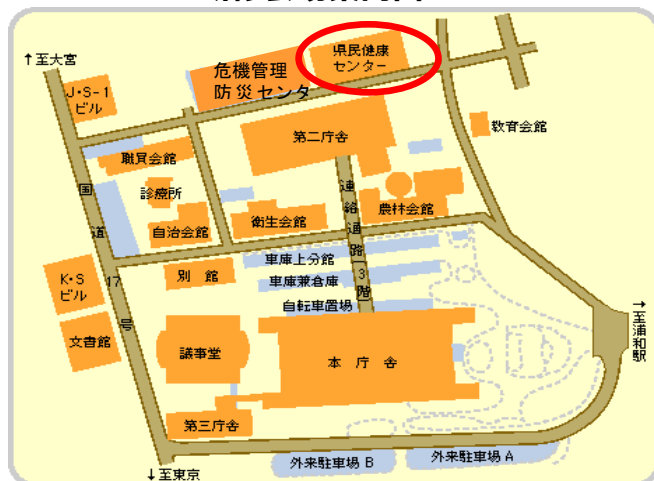 ↑至大宮
県民健康
センター
危機管理
防災センタ
J・S-1
ビル
教育会館
第二庁舎
職員会館
診療所
連絡通路3階
農林会館
衛生会館
自治会館
国道17号
車庫上分館
別 館
車庫兼倉庫
自転車置場
K・S
ビル
文書館
議事堂
本 庁 舎
↑至浦和駅
第三庁舎
外来駐車場 B
外来駐車場 A
↓至東京